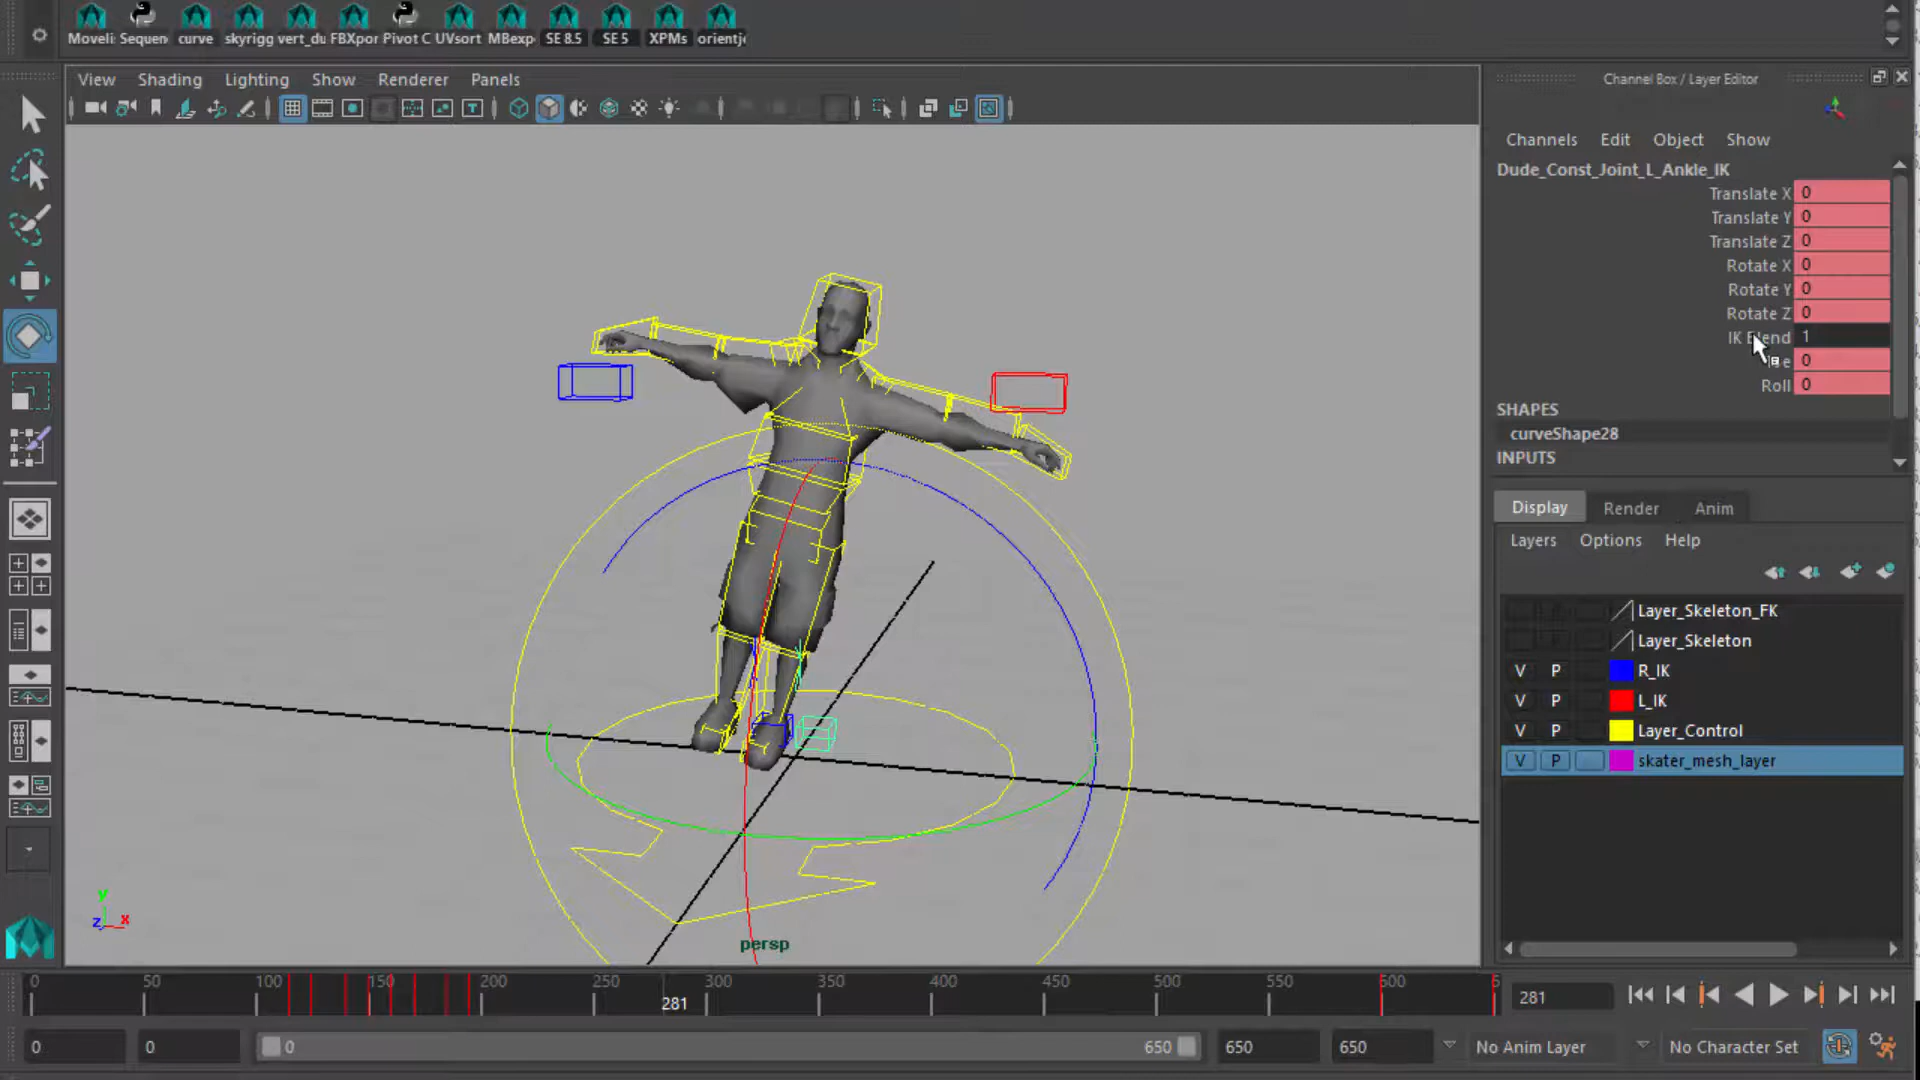 Moveli Sequen curve skyrigg vert_du FBXpor Pivot C UVsort MBexp SE 8.5 SE 5 XPMs orientj
View Shading Lighting Show Renderer Panels
Channel Box / Layer Editor
Channels Edit Object Show
Dude_Const_Joint_L_Ankle_IK
Translate X 0
Translate Y 0
Translate Z 0
Rotate X 0
Rotate Y 0
Rotate Z 0
IK Blend 1
0
Roll 0
SHAPES
curveShape28
INPUTS
Display Render Anim
Layers Options Help
Layer_Skeleton_FK
Layer_Skeleton
V P R_IK
V P L_IK
V P Layer_Control
V P skater_mesh_layer
y
z x
persp
0 50 100 150 200 250 300 350 400 450 500 550 600
281
281
0 0 0 650 650 650 No Anim Layer No Character Set